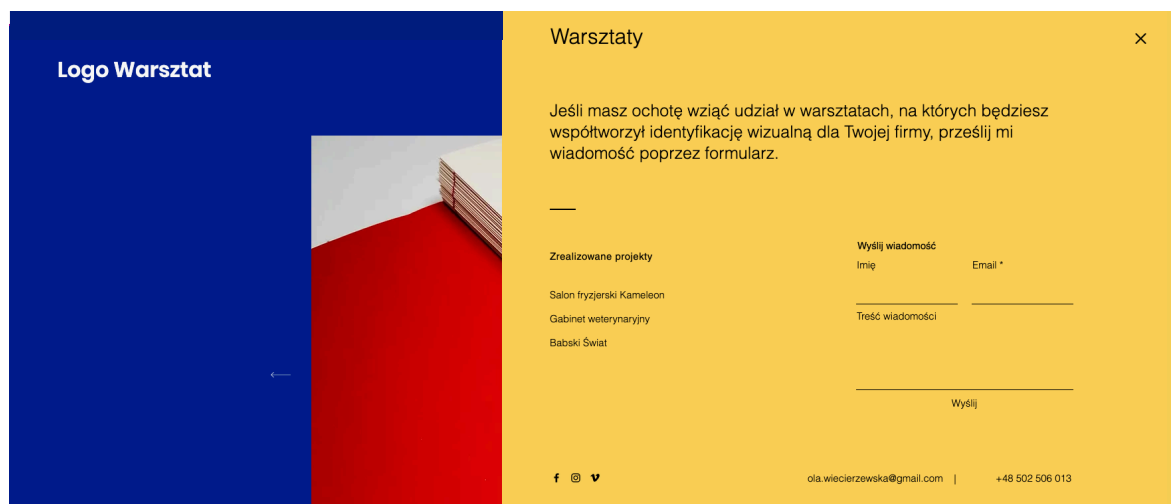 Logo Warsztat
Warsztaty
Jeśli masz ochotę wziąć udział w warsztatach, na których będziesz
współtworzył identyfikację wizualną dla Twojej firmy, prześlij mi
wiadomość poprzez formularz.
Zrealizowane projekty
Salon fryzjerski Kameleon
Gabinet weterynaryjny
Babski Świat
Wyślij wiadomość
Imię Email *
Treść wiadomości
Wyślij
ola.wiecierzewska@gmail.com | +48 502 506 013